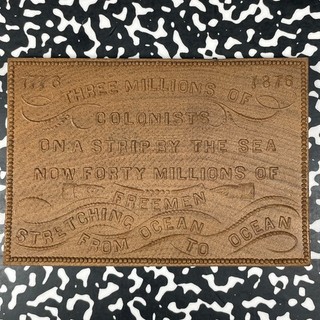 1776 1876
THREE MILLIONS OF
COLONISTS
ON A STRIP BY THE SEA
NOW FORTY MILLIONS OF
FREEMEN
STRETCHING
FROM OCEAN TO OCEAN